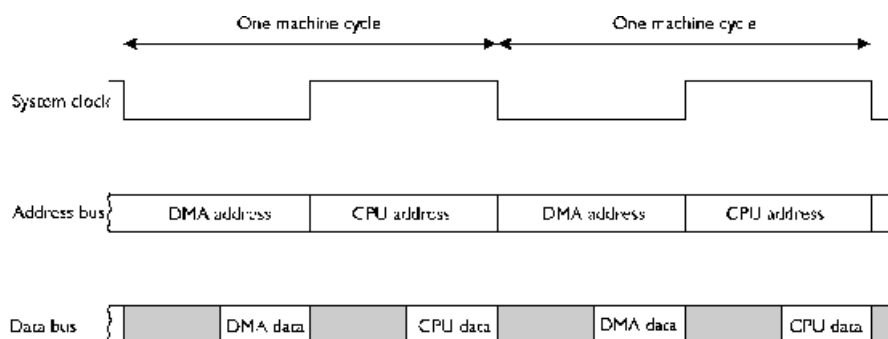 One machine cycle One machine cycle
System clock
Address bus DMA address CPU address DMA address CPU address
Data bus DMA data CPU data DMA data CPU data